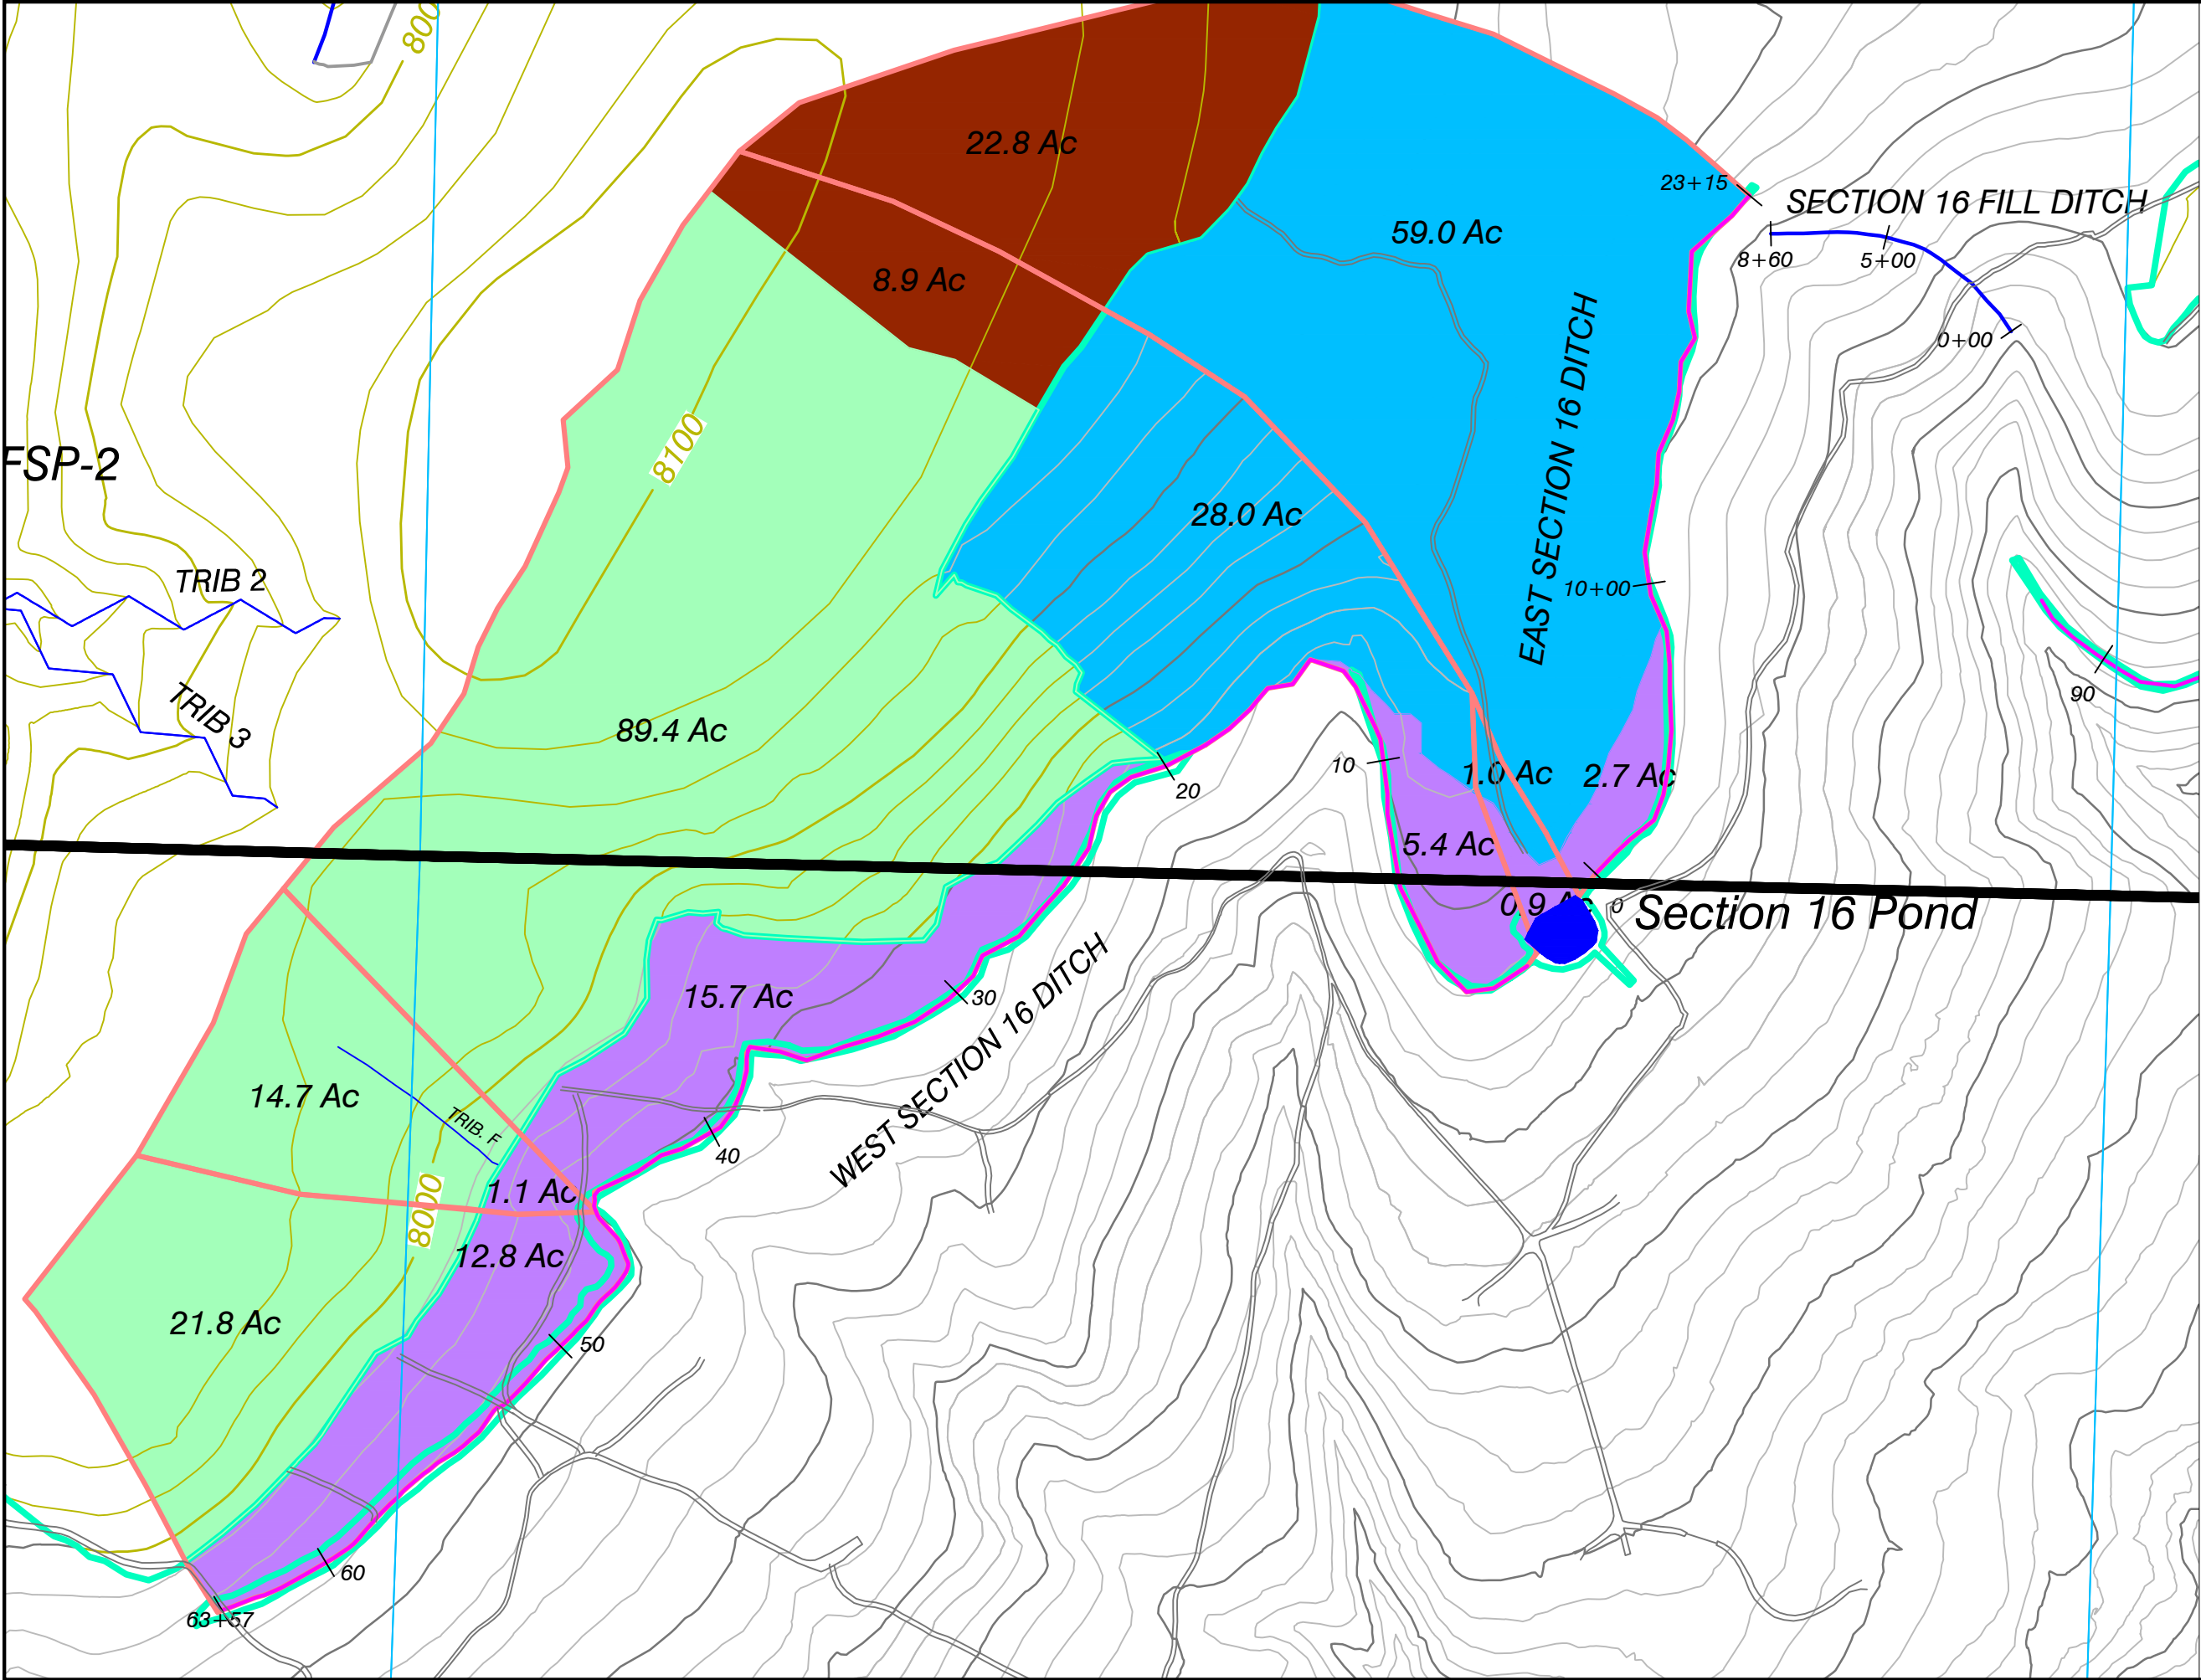 800
22.8 Ac
23+15
SECTION 16 FILL DITCH
59.0 Ac
8+60
5+00
8.9 Ac
0+00
EAST SECTION 16 DITCH
8100
FSP-2
28.0 Ac
TRIB 2
10+00
90
TRIB 3
89.4 Ac
10
1.0 Ac
2.7 Ac
20
5.4 Ac
0.9 Ac
0
Section 16 Pond
15.7 Ac
30
WEST SECTION 16 DITCH
14.7 Ac
TRIB. F
40
1.1 Ac
8000
12.8 Ac
21.8 Ac
50
60
63+57